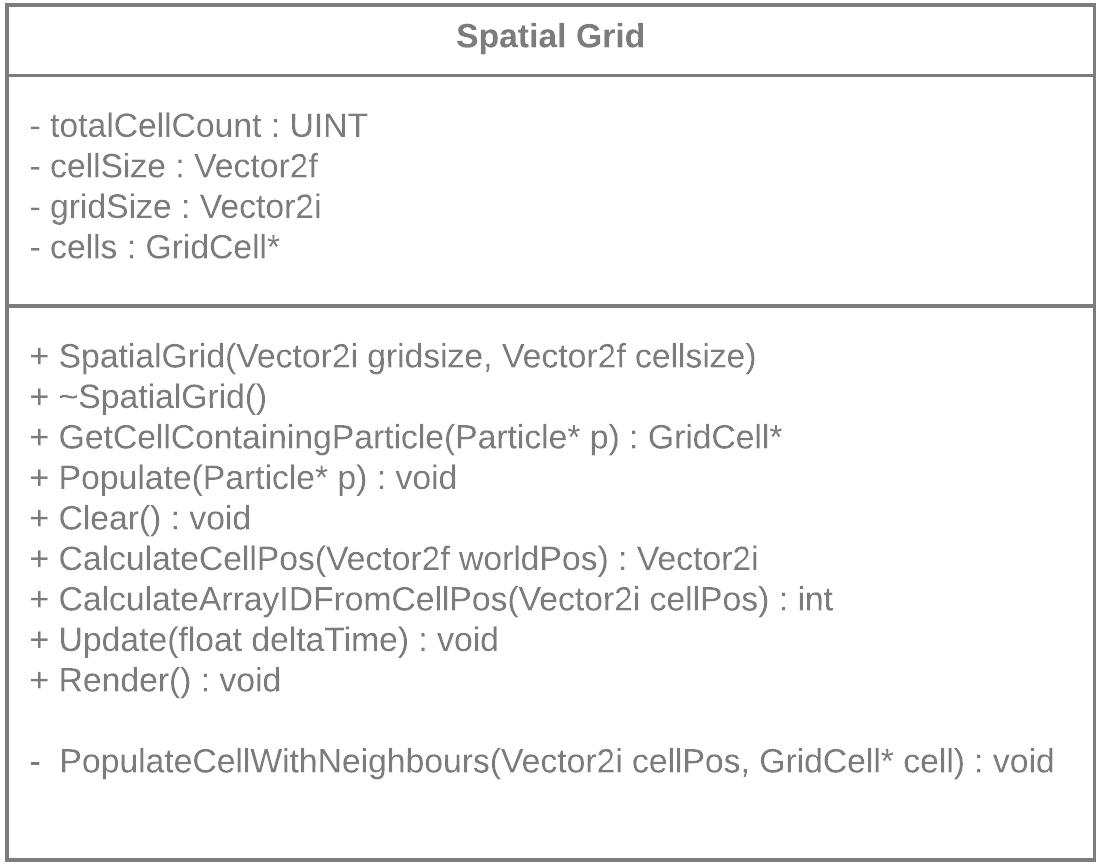 Spatial Grid
- totalCellCount : UINT
- cellSize : Vector2f
- gridSize : Vector2i
- cells : GridCell*
+ SpatialGrid(Vector2i gridsize, Vector2f cellsize)
+ ~SpatialGrid()
+ GetCellContainingParticle(Particle* p) : GridCell*
+ Populate(Particle* p) : void
+ Clear() : void
+ CalculateCellPos(Vector2f worldPos) : Vector2i
+ CalculateArrayIDFromCellPos(Vector2i cellPos) : int
+ Update(float deltaTime) : void
+ Render() : void
- PopulateCellWithNeighbours(Vector2i cellPos, GridCell* cell) : void